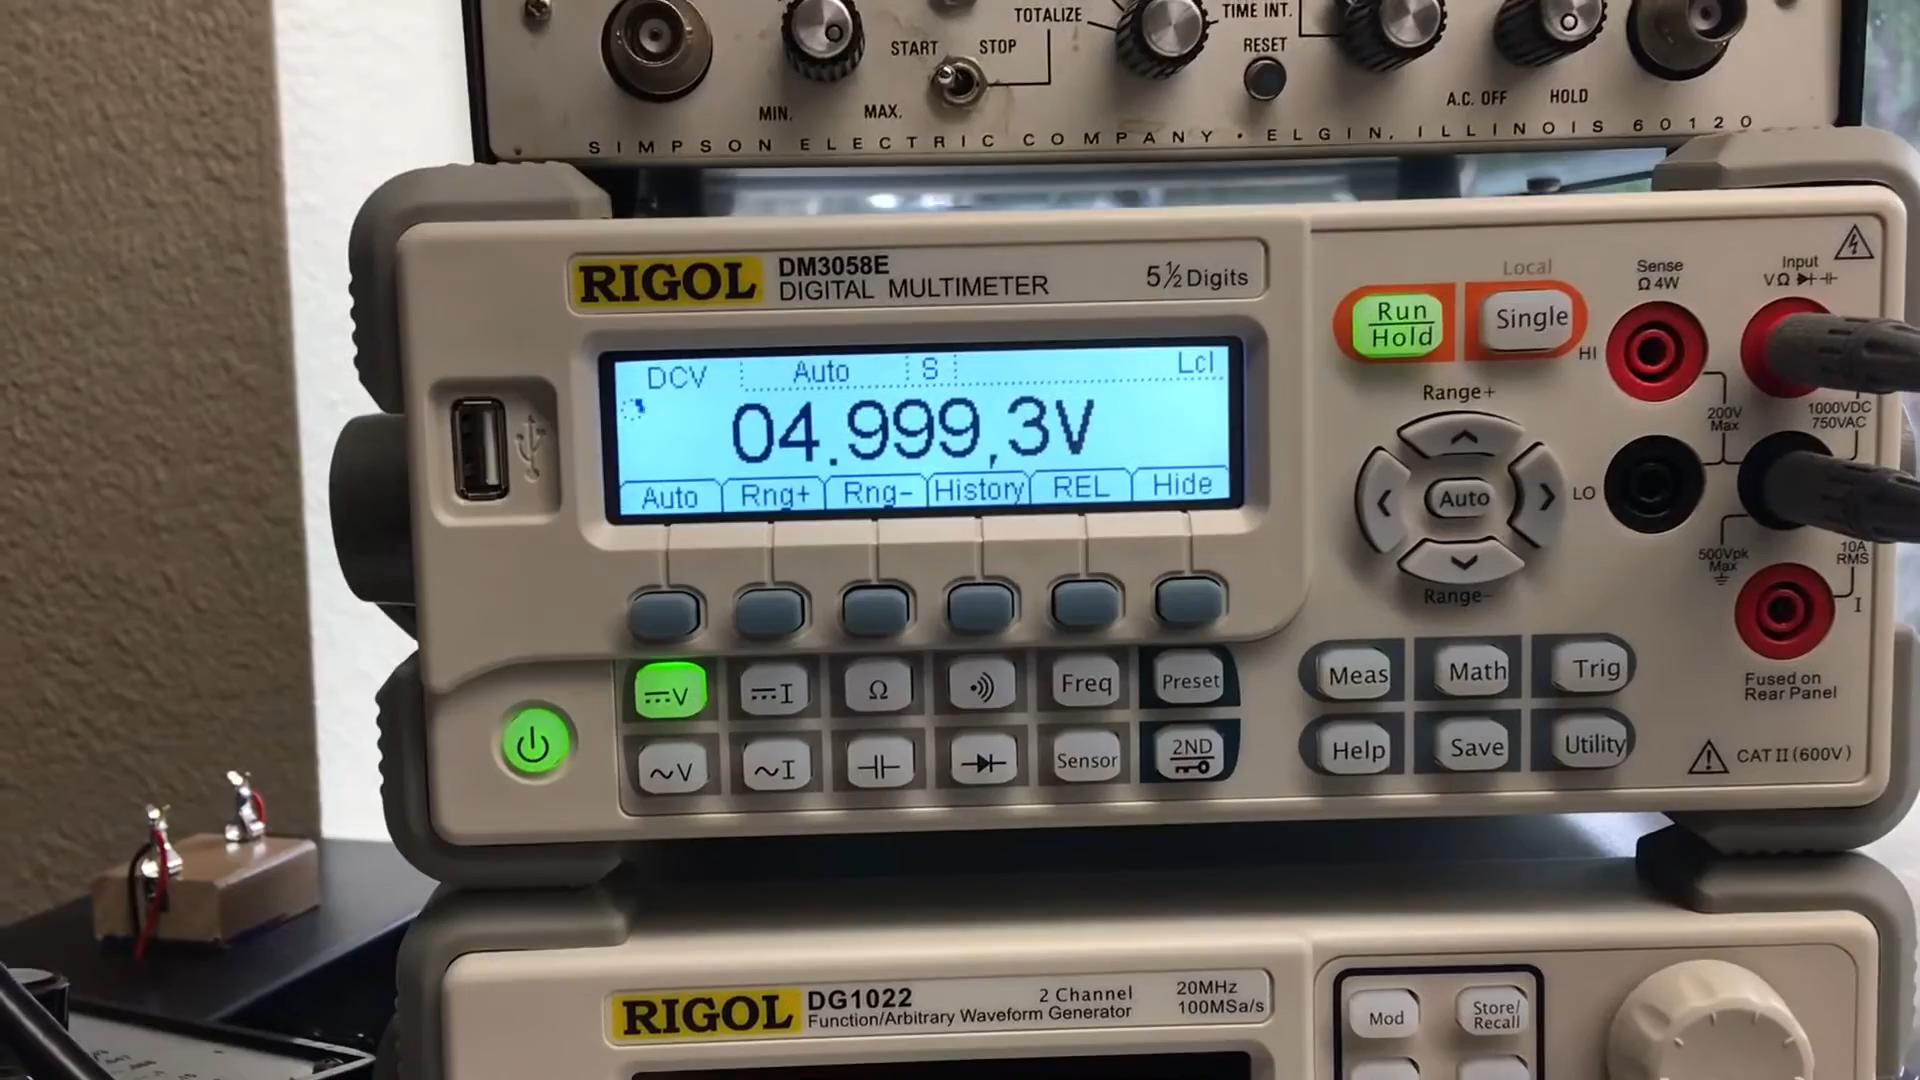 TOTALIZE
TIME INT.
START STOP
RESET
MIN. MAX.
A.C. OFF HOLD
SIMPSON ELECTRIC COMPANY • ELGIN, ILLINOIS 60120
RIGOL DM3058E
DIGITAL MULTIMETER
5½ Digits
DCV Auto S Lcl
04.999,3V
Auto Rng+ Rng- History REL Hide
Local
Run
Hold
Single
Range+
Auto
Range-
Sense
Ω 4W
Input
VΩ
HI
200V
Max
1000VDC
750VAC
LO
500Vpk
Max
10A
RMS
I
Fused on
Rear Panel
CAT II (600V)
V I Ω Freq Preset
~V ~I Sensor 2ND
Meas Math Trig
Help Save Utility
RIGOL DG1022
Function/Arbitrary Waveform Generator
2 Channel
20MHz
100MSa/s
Mod
Store/
Recall